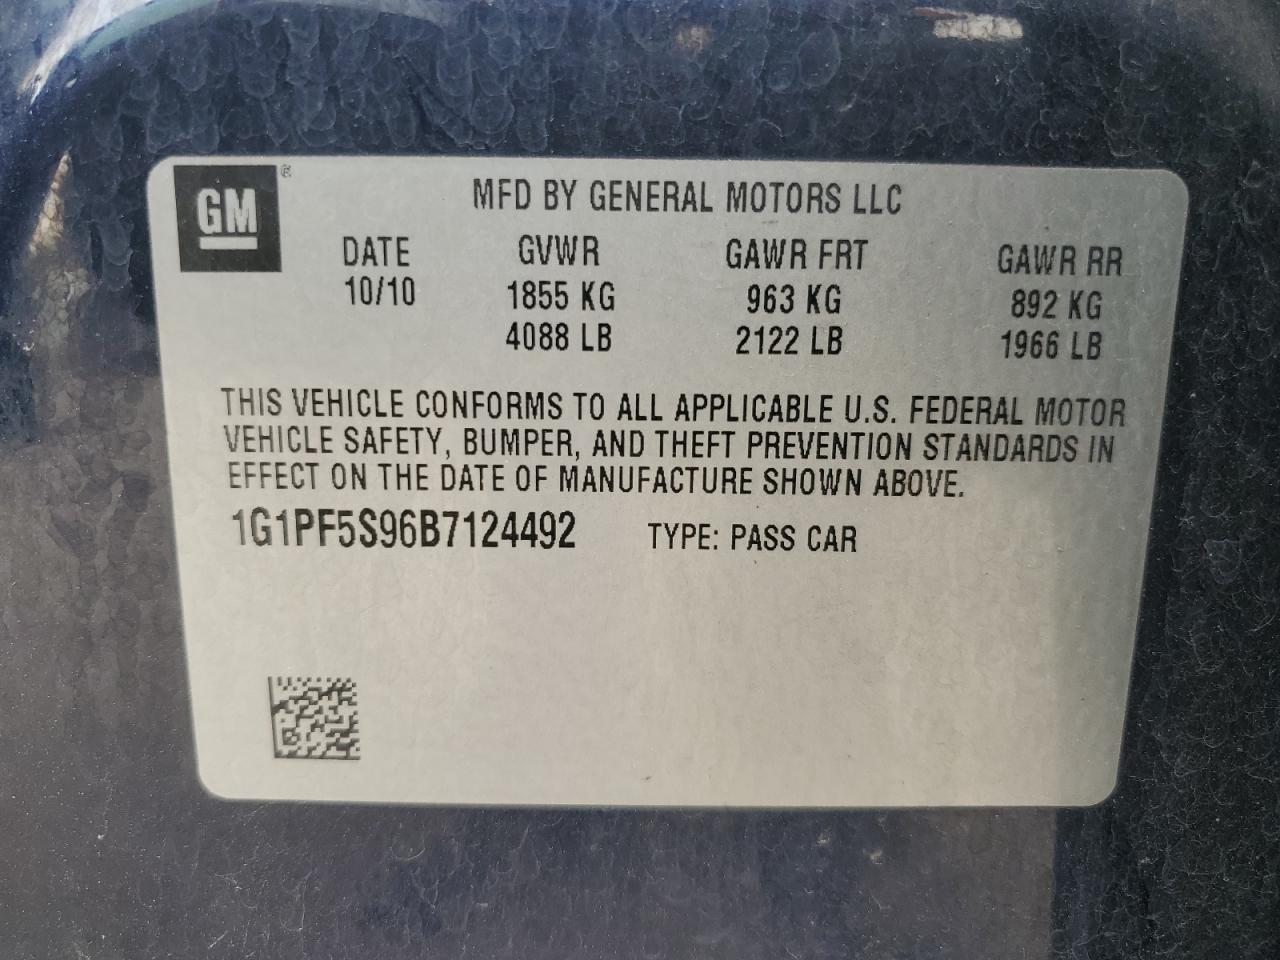 GM ®
MFD BY GENERAL MOTORS LLC
DATE GVWR GAWR FRT GAWR RR
10/10 1855 KG 963 KG 892 KG
4088 LB 2122 LB 1966 LB
THIS VEHICLE CONFORMS TO ALL APPLICABLE U.S. FEDERAL MOTOR
VEHICLE SAFETY, BUMPER, AND THEFT PREVENTION STANDARDS IN
EFFECT ON THE DATE OF MANUFACTURE SHOWN ABOVE.
1G1PF5S96B7124492 TYPE: PASS CAR